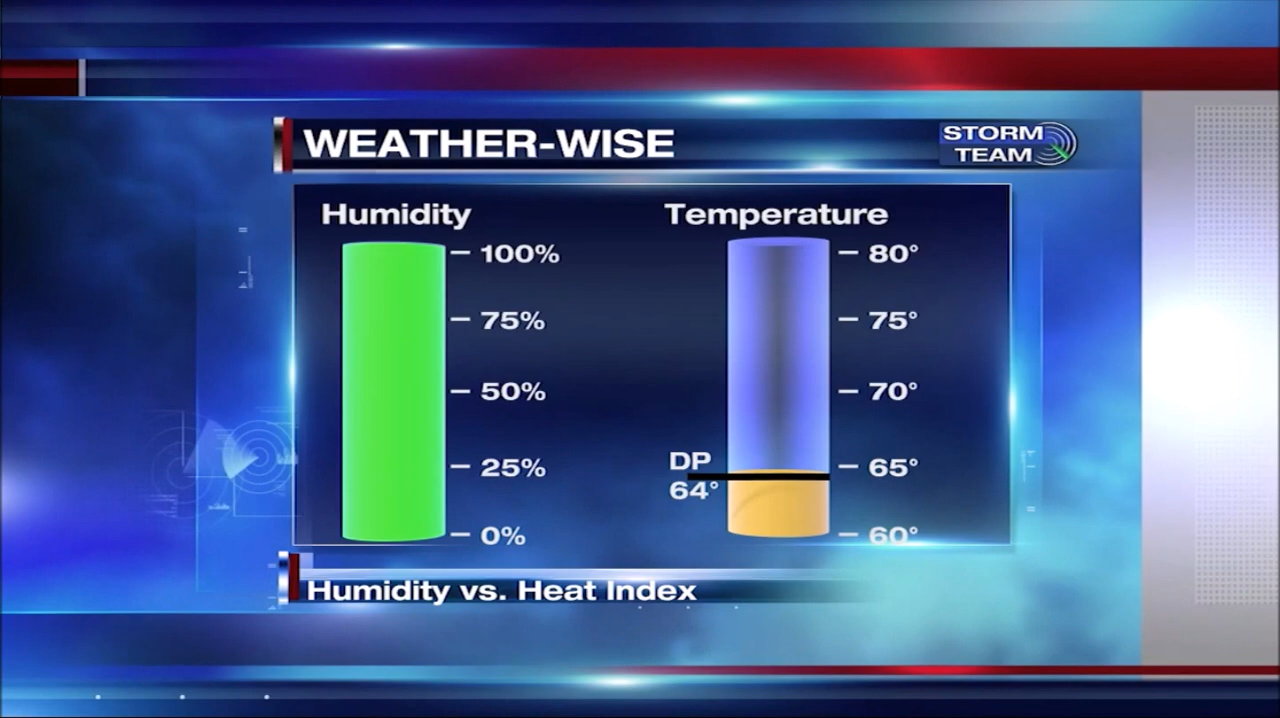 WEATHER-WISE
STORM
TEAM
Humidity
100%
75%
50%
25%
0%
Temperature
80°
75°
70°
65°
60°
DP
64°
Humidity vs. Heat Index